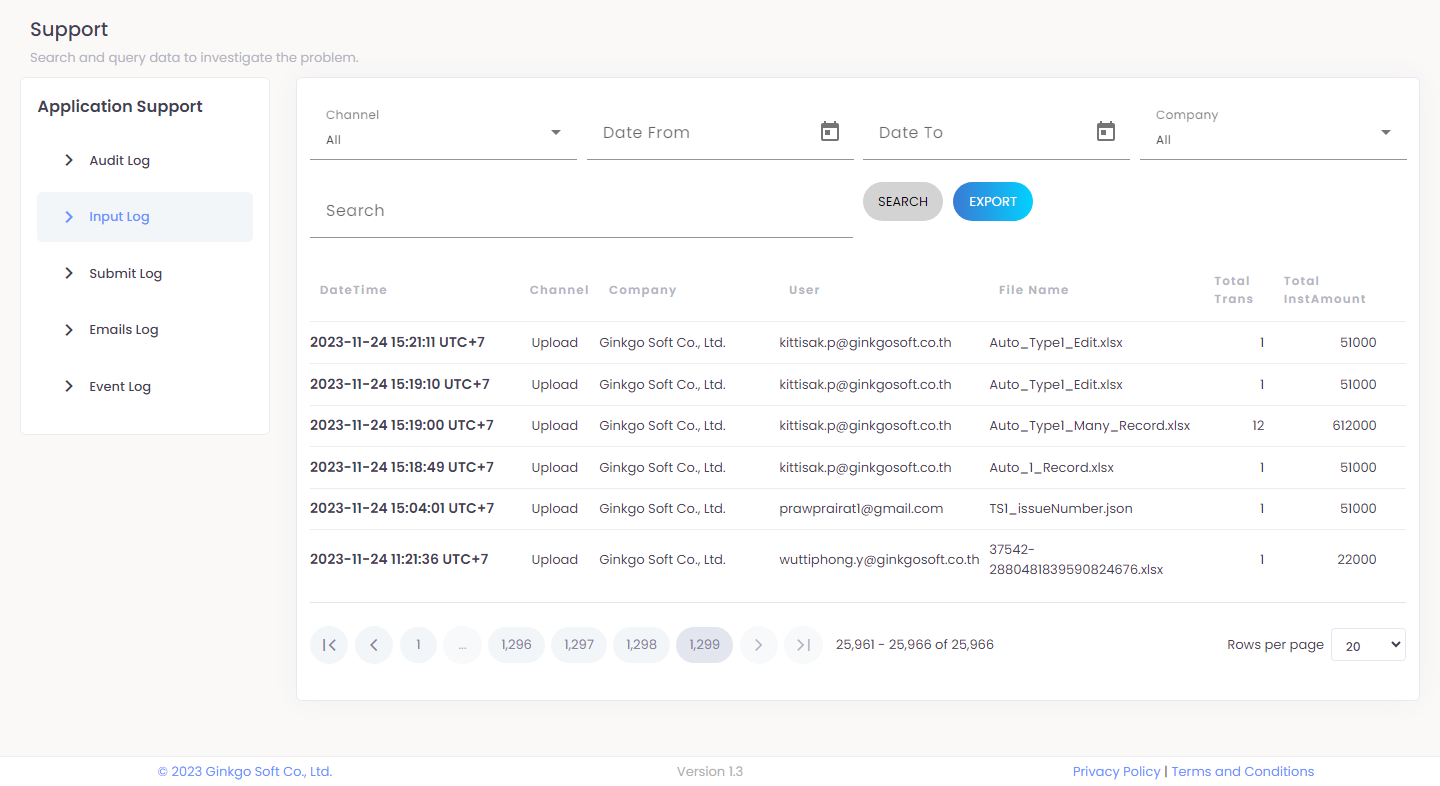 Support
Search and query data to investigate the problem.
Application Support
Audit Log
Input Log
Submit Log
Emails Log
Event Log
Channel
All
Date From
Date To
Company
All
Search
SEARCH
EXPORT
DateTime Channel Company User File Name Total Trans Total InstAmount
2023-11-24 15:21:11 UTC+7 Upload Ginkgo Soft Co., Ltd. kittisak.p@ginkgosoft.co.th Auto_Type1_Edit.xlsx 1 51000
2023-11-24 15:19:10 UTC+7 Upload Ginkgo Soft Co., Ltd. kittisak.p@ginkgosoft.co.th Auto_Type1_Edit.xlsx 1 51000
2023-11-24 15:19:00 UTC+7 Upload Ginkgo Soft Co., Ltd. kittisak.p@ginkgosoft.co.th Auto_Type1_Many_Record.xlsx 12 612000
2023-11-24 15:18:49 UTC+7 Upload Ginkgo Soft Co., Ltd. kittisak.p@ginkgosoft.co.th Auto_1_Record.xlsx 1 51000
2023-11-24 15:04:01 UTC+7 Upload Ginkgo Soft Co., Ltd. prawprairat1@gmail.com TS1_issueNumber.json 1 51000
2023-11-24 11:21:36 UTC+7 Upload Ginkgo Soft Co., Ltd. wuttiphong.y@ginkgosoft.co.th 37542-2880481839590824676.xlsx 1 22000
1 ... 1,296 1,297 1,298 1,299 25,961 - 25,966 of 25,966 Rows per page 20
© 2023 Ginkgo Soft Co., Ltd. Version 1.3 Privacy Policy | Terms and Conditions